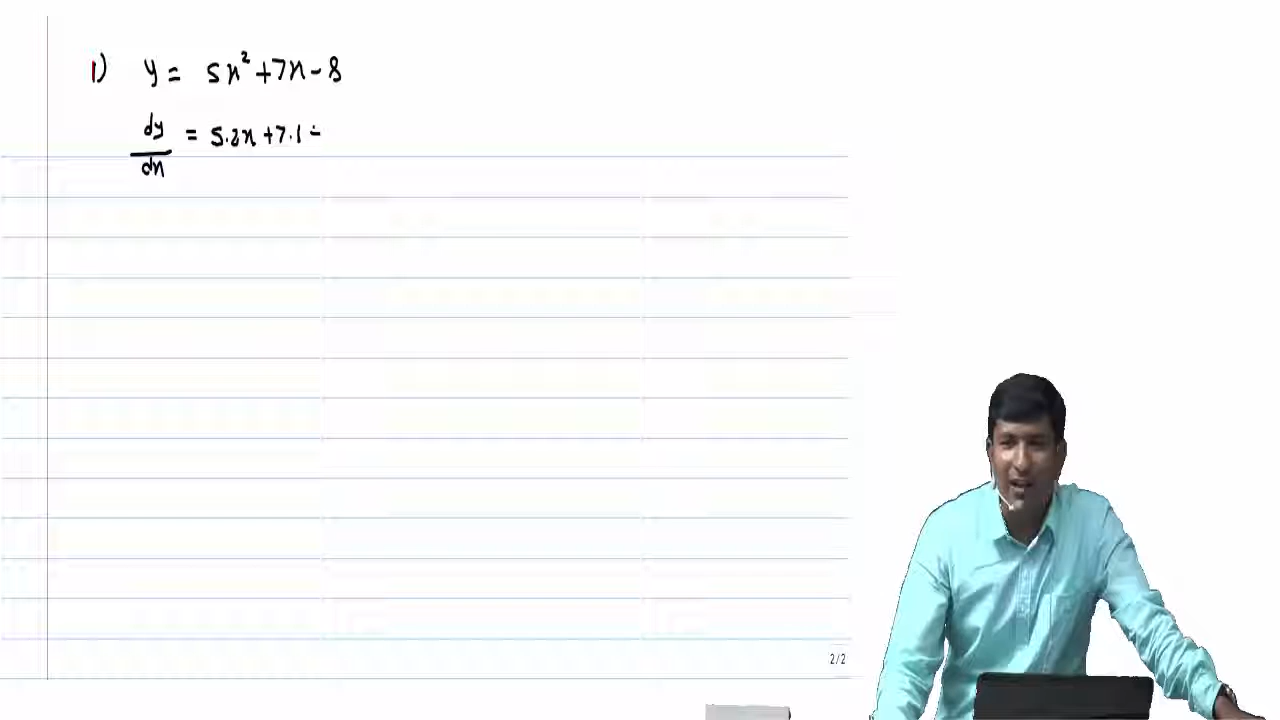 1) y = 5x² + 7x - 8
dy/dx = 5.2x + 7.1 -
2/2